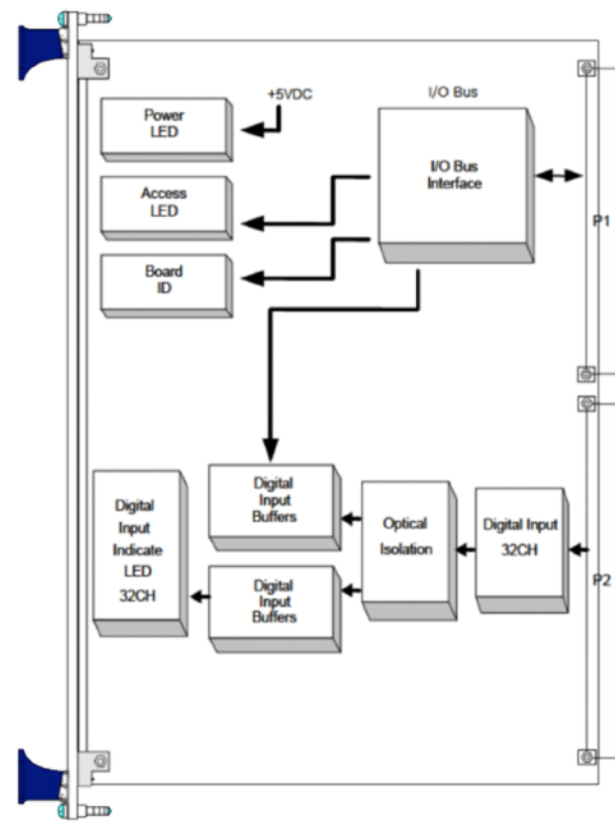 +5VDC
I/O Bus
Power
LED
I/O Bus
Interface
Access
LED
P1
Board
ID
Digital
Input
Buffers
Digital
Input
Indicate
LED
32CH
Optical
Isolation
Digital Input
32CH
Digital
Input
Buffers
P2